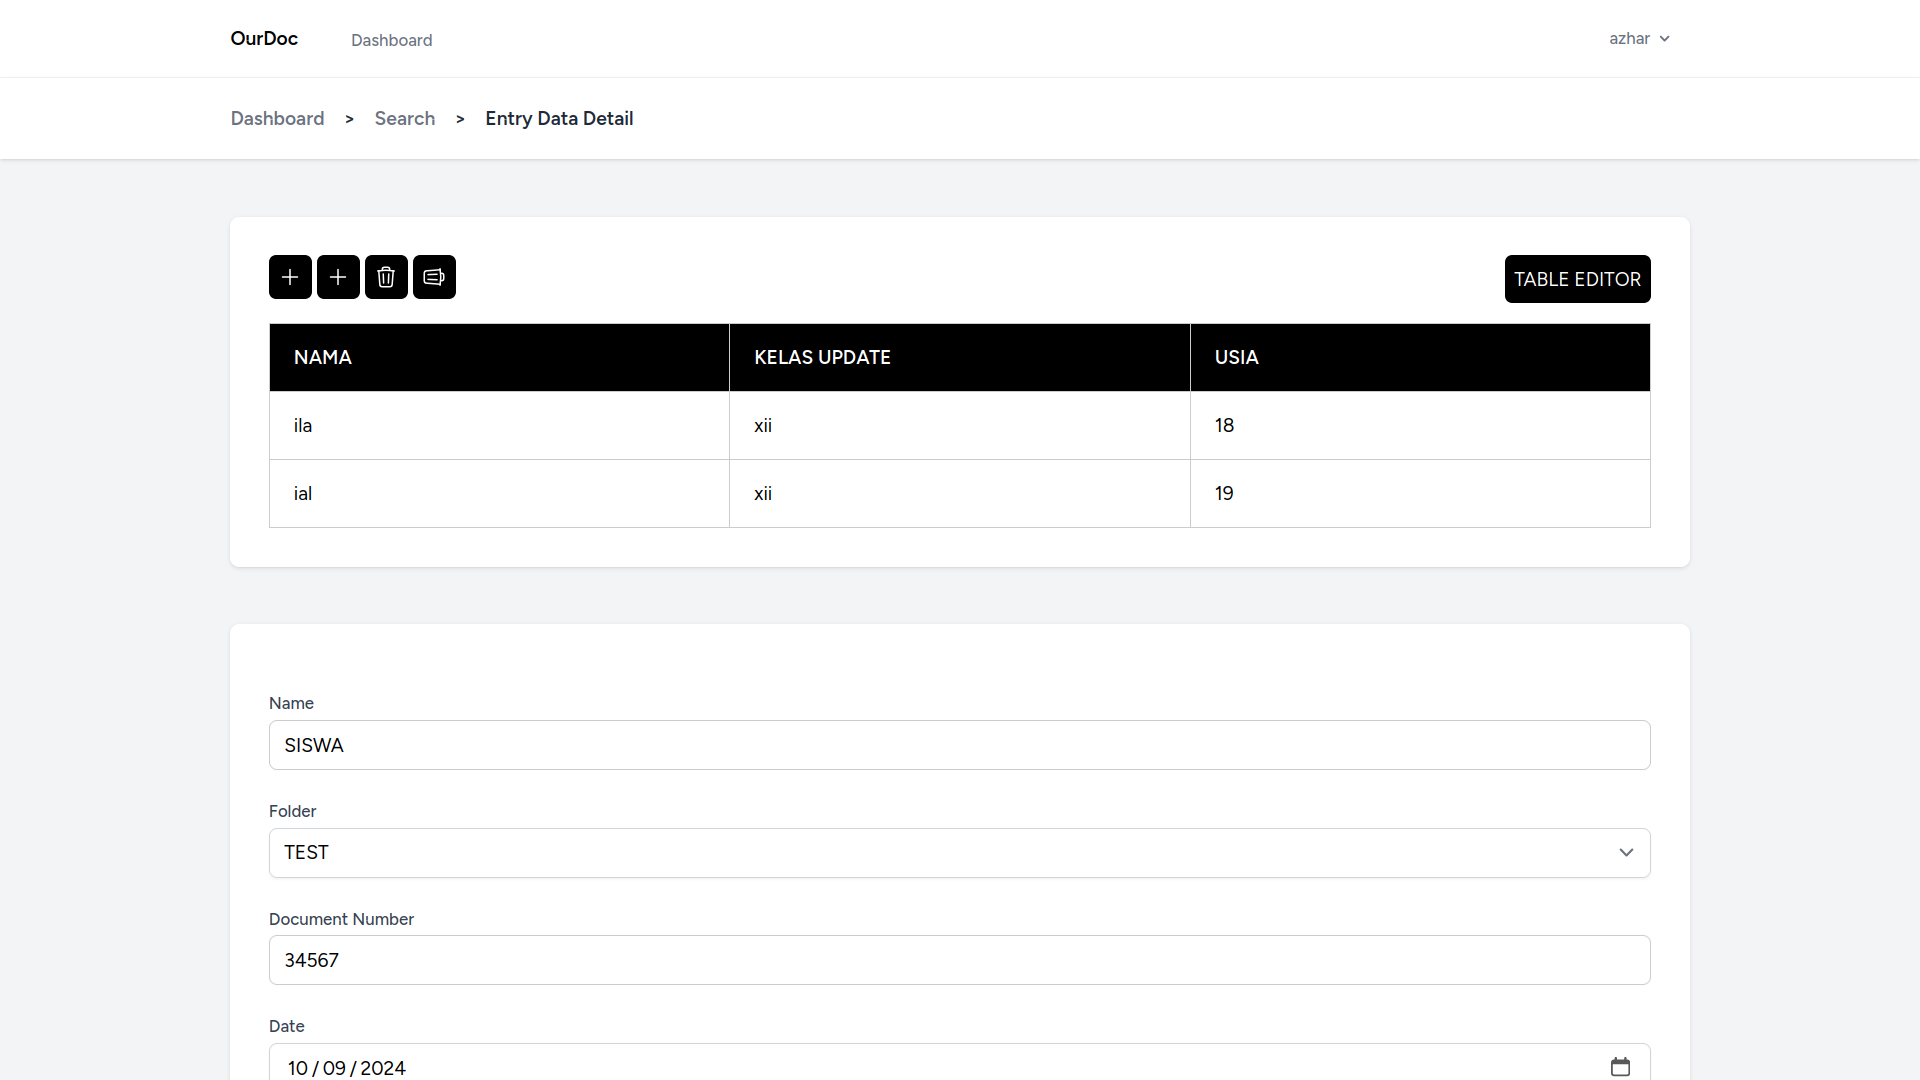 OurDoc Dashboard azhar
Dashboard > Search > Entry Data Detail
TABLE EDITOR
NAMA KELAS UPDATE USIA
ila xii 18
ial xii 19
Name
SISWA
Folder
TEST
Document Number
34567
Date
10/09/2024